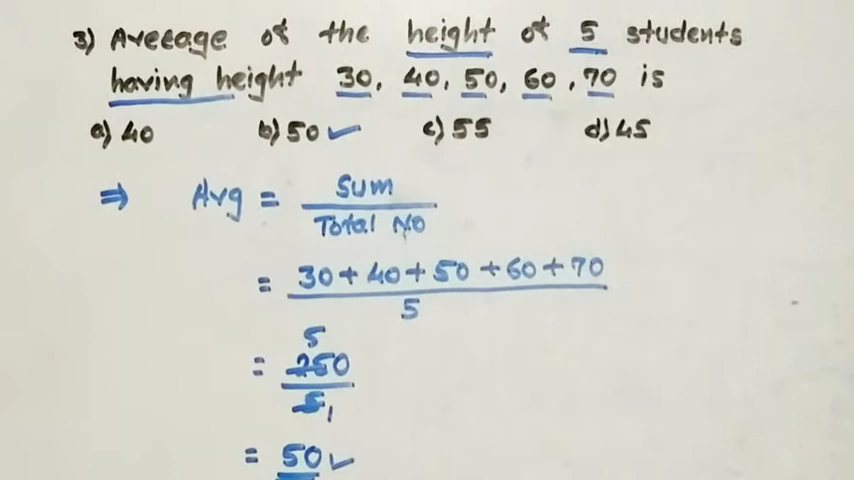 3) Average of the height of 5 students
having height 30, 40, 50, 60, 70 is
a) 40 b) 50 ✓ c) 55 d) 45
⇒ Avg = Sum / Total No
= 30 + 40 + 50 + 60 + 70 / 5
5
= 250 / 5 1
= 50 ✓